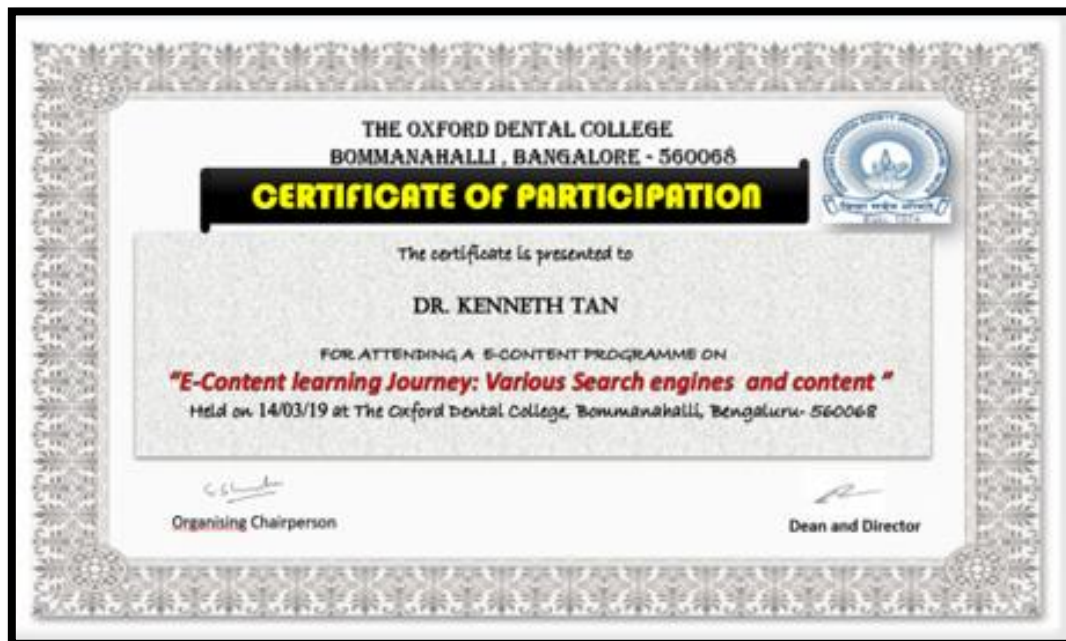 THE OXFORD DENTAL COLLEGE
BOMMANAHALLI , BANGALORE - 560068
CERTIFICATE OF PARTICIPATION
The certificate is presented to
DR. KENNETH TAN
FOR ATTENDING A E-CONTENT PROGRAMME ON
"E-Content learning Journey: Various Search engines and content "
Held on 14/03/19 at The Oxford Dental College, Bommanahalli, Bengaluru- 560068
Organising Chairperson
Dean and Director